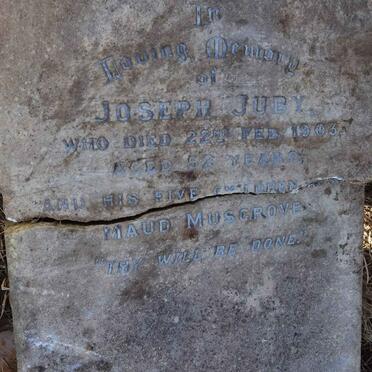 In
Loving Memory
of
JOSEPH JUBY.
WHO DIED 22ND FEB. 1903.
AGED 52 YEARS.
AND HIS FIVE CHILDREN
MAUD MUSGROVE.
"THY WILL BE DONE."